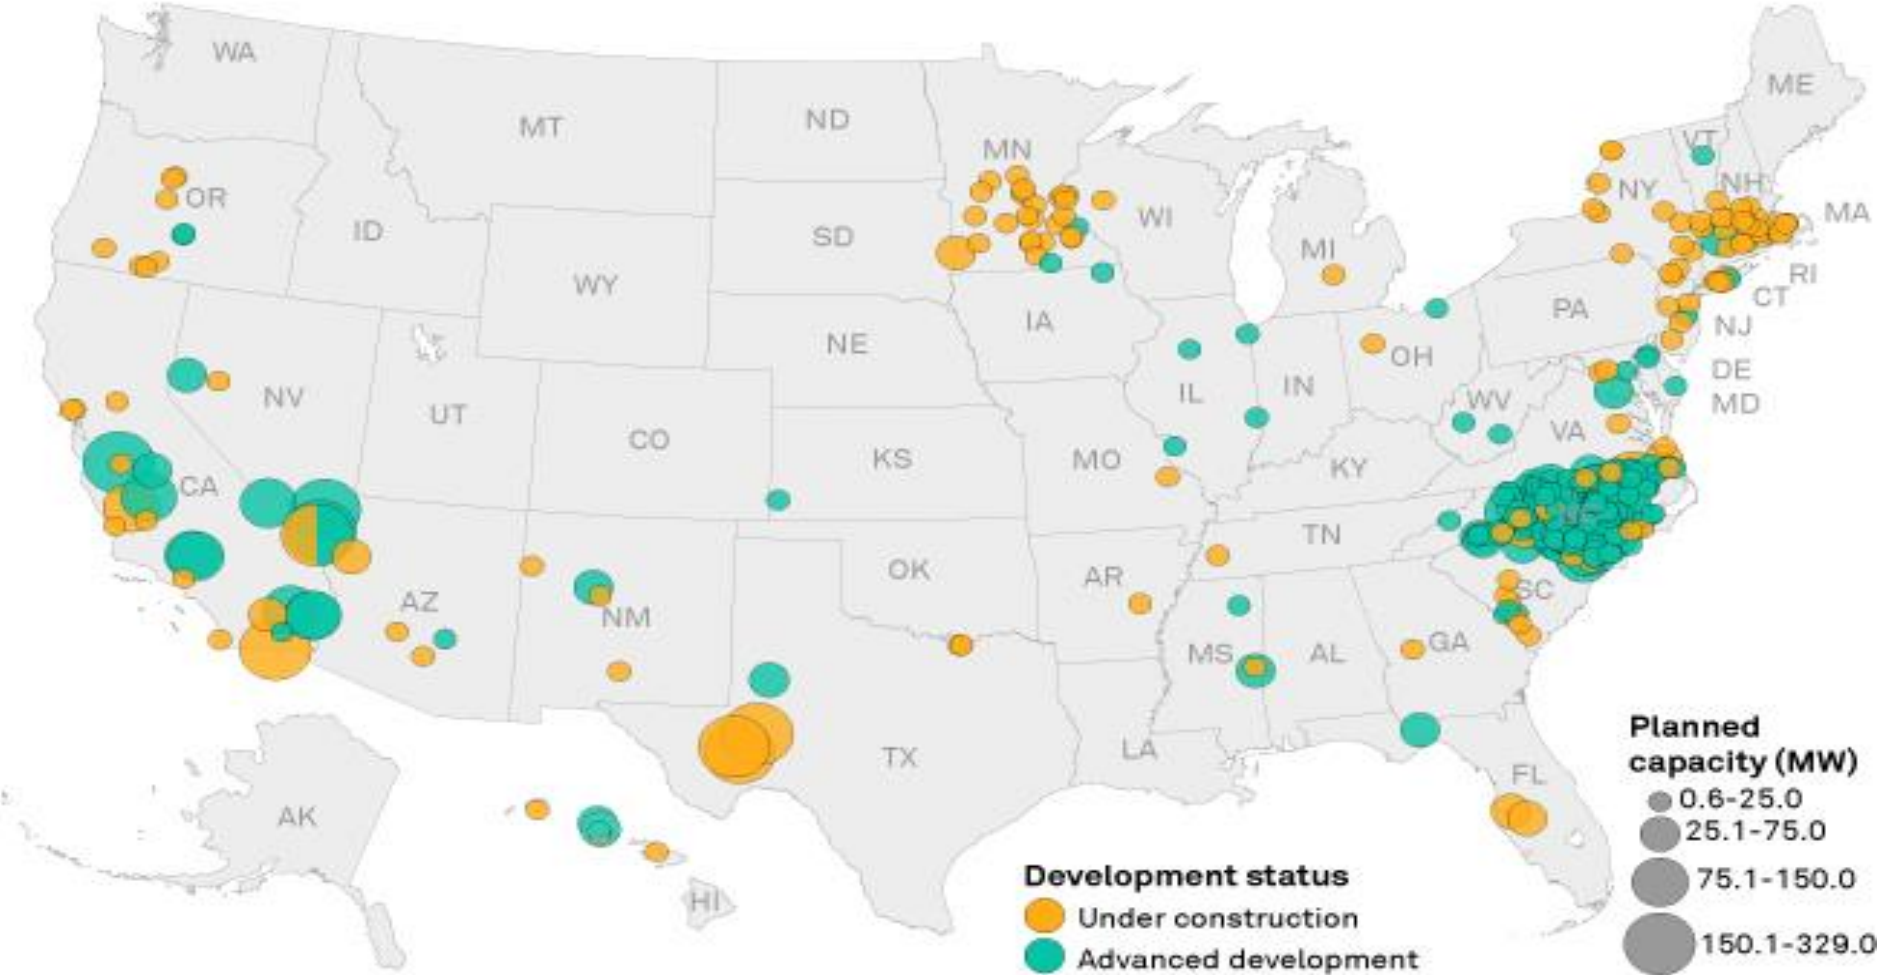 WA
MT
ND
MN
ME
VT
OR
ID
SD
WI
NY
NH
MA
WY
MI
RI
CT
NE
IA
PA
NJ
NV
UT
CO
KS
MO
IL
IN
OH
WV
DE
MD
VA
KY
CA
AZ
NM
OK
AR
TN
SC
MS
AL
GA
TX
LA
FL
AK
HI
Planned
capacity (MW)
0.6-25.0
25.1-75.0
75.1-150.0
150.1-329.0
Development status
Under construction
Advanced development